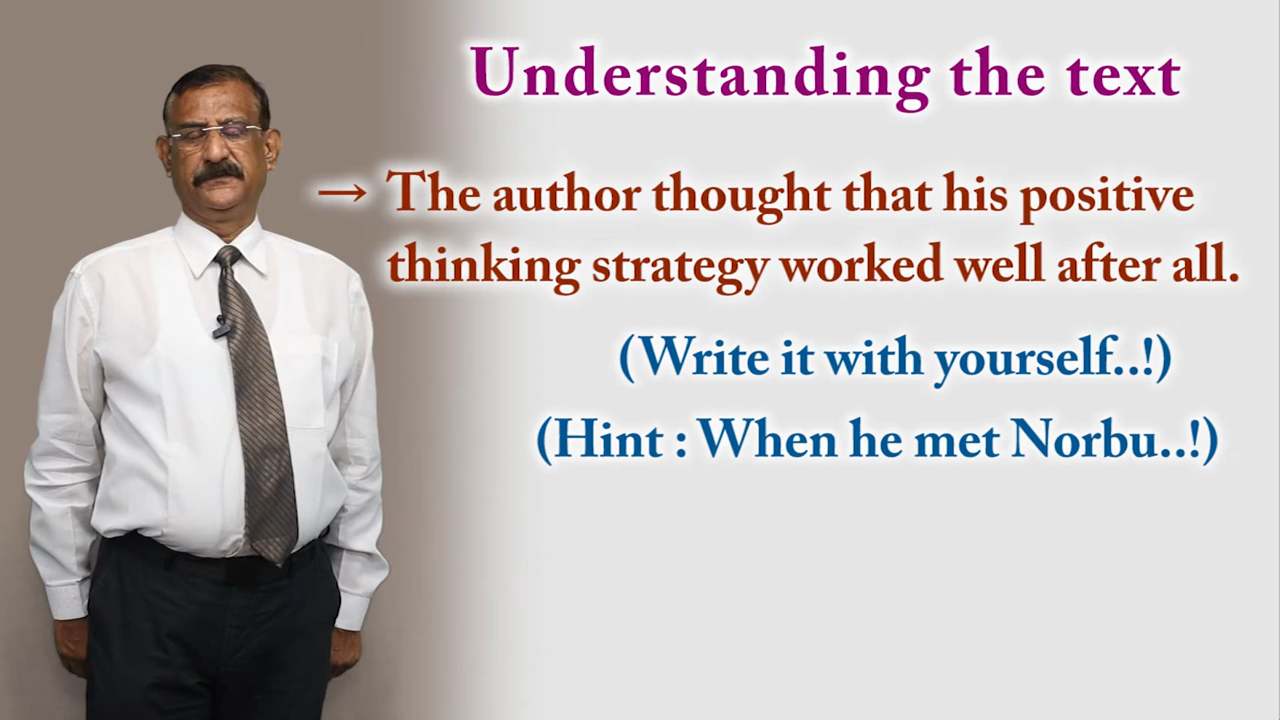 Understanding the text
→ The author thought that his positive
thinking strategy worked well after all.
(Write it with yourself..!)
(Hint : When he met Norbu..!)